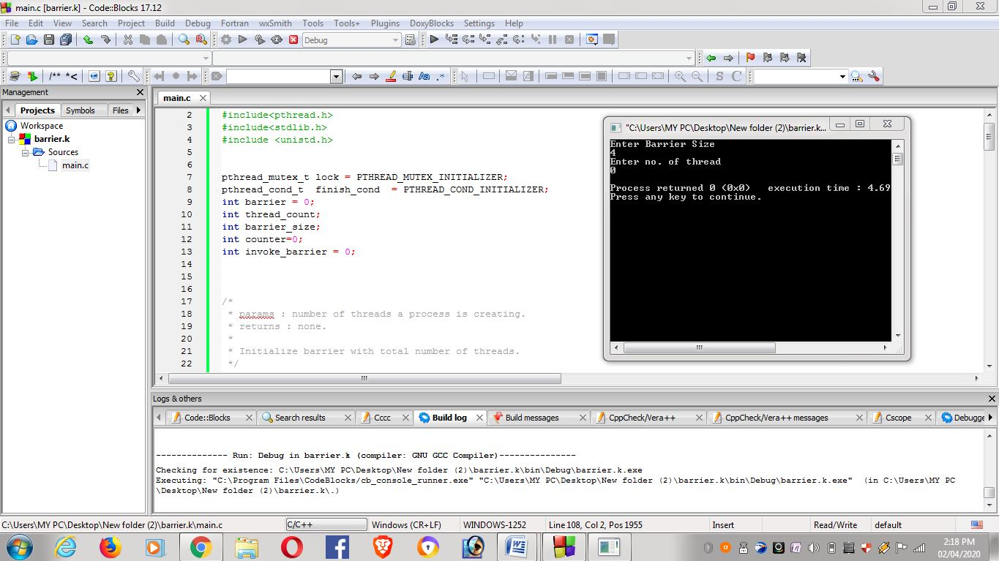 main.c [barrier.k] - Code::Blocks 17.12
File Edit View Search Project Build Debug Fortran wxSmith Tools Tools+ Plugins DoxyBlocks Settings Help
Debug
/** *<
Aa .*
S C
Management
Projects Symbols Files
Workspace
barrier.k
Sources
main.c
main.c
2 #include<pthread.h>
3 #include<stdlib.h>
4 #include <unistd.h>
5
6
7 pthread_mutex_t lock = PTHREAD_MUTEX_INITIALIZER;
8 pthread_cond_t  finish_cond  = PTHREAD_COND_INITIALIZER;
9 int barrier = 0;
10 int thread_count;
11 int barrier_size;
12 int counter=0;
13 int invoke_barrier = 0;
14
15
16
17 /*
18  * params : number of threads a process is creating.
19  * returns : none.
20  *
21  * Initialize barrier with total number of threads.
22  */
"C:\Users\MY PC\Desktop\New folder (2)\barrier.k...
Enter Barrier Size
4
Enter no. of thread
0
Process returned 0 (0x0)   execution time : 4.69
Press any key to continue.
Logs & others
Code::Blocks Search results Cccc Build log Build messages CppCheck/Vera++ CppCheck/Vera++ messages Cscope Debugge
-------------- Run: Debug in barrier.k (compiler: GNU GCC Compiler)---------------
Checking for existence: C:\Users\MY PC\Desktop\New folder (2)\barrier.k\bin\Debug\barrier.k.exe
Executing: "C:\Program Files\CodeBlocks/cb_console_runner.exe" "C:\Users\MY PC\Desktop\New folder (2)\barrier.k\bin\Debug\barrier.k.exe"  (in C:\Users\MY PC
\Desktop\New folder (2)\barrier.k\.)
C:\Users\MY PC\Desktop\New folder (2)\barrier.k\main.c C/C++ Windows (CR+LF) WINDOWS-1252 Line 108, Col 2, Pos 1955 Insert Read/Write default
2:18 PM
02/04/2020